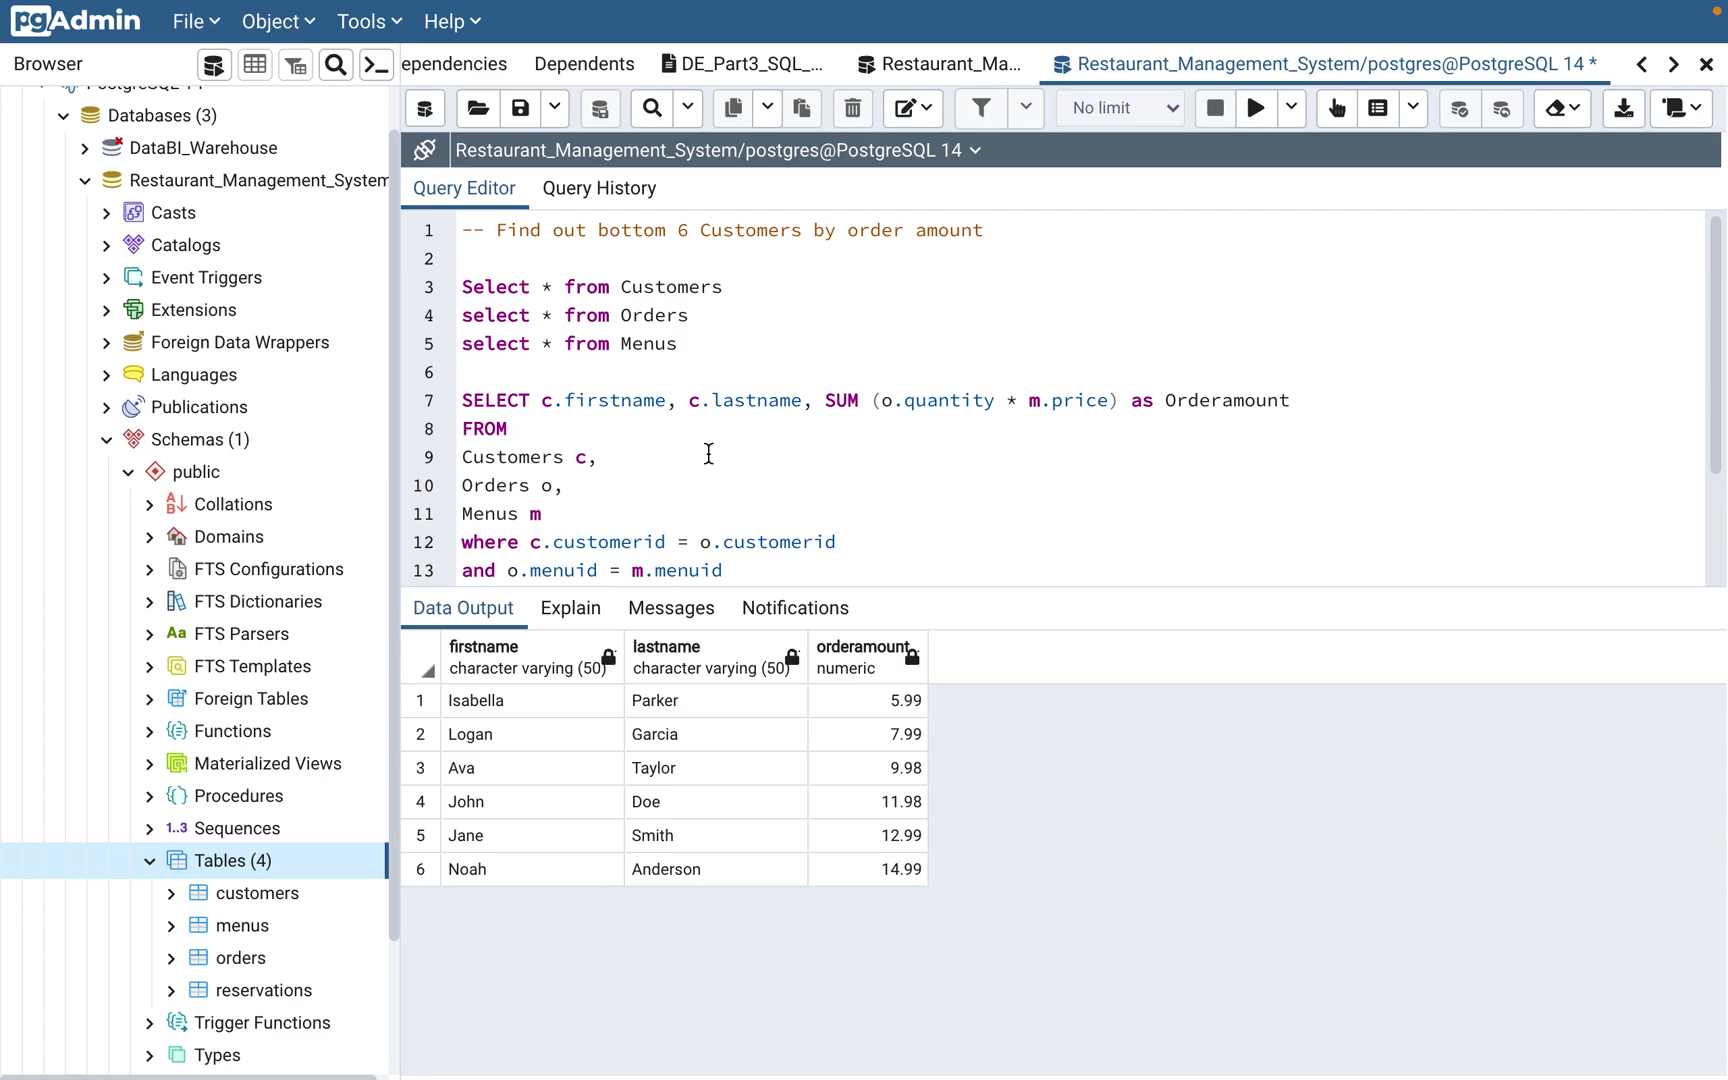 pgAdmin File Object Tools Help
Browser
ependencies Dependents DE_Part3_SQL_... Restaurant_Ma... Restaurant_Management_System/postgres@PostgreSQL 14 *
No limit
Restaurant_Management_System/postgres@PostgreSQL 14
Query Editor Query History
Databases (3)
DataBI_Warehouse
Restaurant_Management_System
Casts
Catalogs
Event Triggers
Extensions
Foreign Data Wrappers
Languages
Publications
Schemas (1)
public
Collations
Domains
FTS Configurations
FTS Dictionaries
Aa FTS Parsers
FTS Templates
Foreign Tables
Functions
Materialized Views
Procedures
1..3 Sequences
Tables (4)
customers
menus
orders
reservations
Trigger Functions
Types
1 -- Find out bottom 6 Customers by order amount
2
3 Select * from Customers
4 select * from Orders
5 select * from Menus
6
7 SELECT c.firstname, c.lastname, SUM (o.quantity * m.price) as Orderamount
8 FROM
9 Customers c,
10 Orders o,
11 Menus m
12 where c.customerid = o.customerid
13 and o.menuid = m.menuid
Data Output Explain Messages Notifications
firstname lastname orderamount
character varying (50) character varying (50) numeric
1 Isabella Parker 5.99
2 Logan Garcia 7.99
3 Ava Taylor 9.98
4 John Doe 11.98
5 Jane Smith 12.99
6 Noah Anderson 14.99